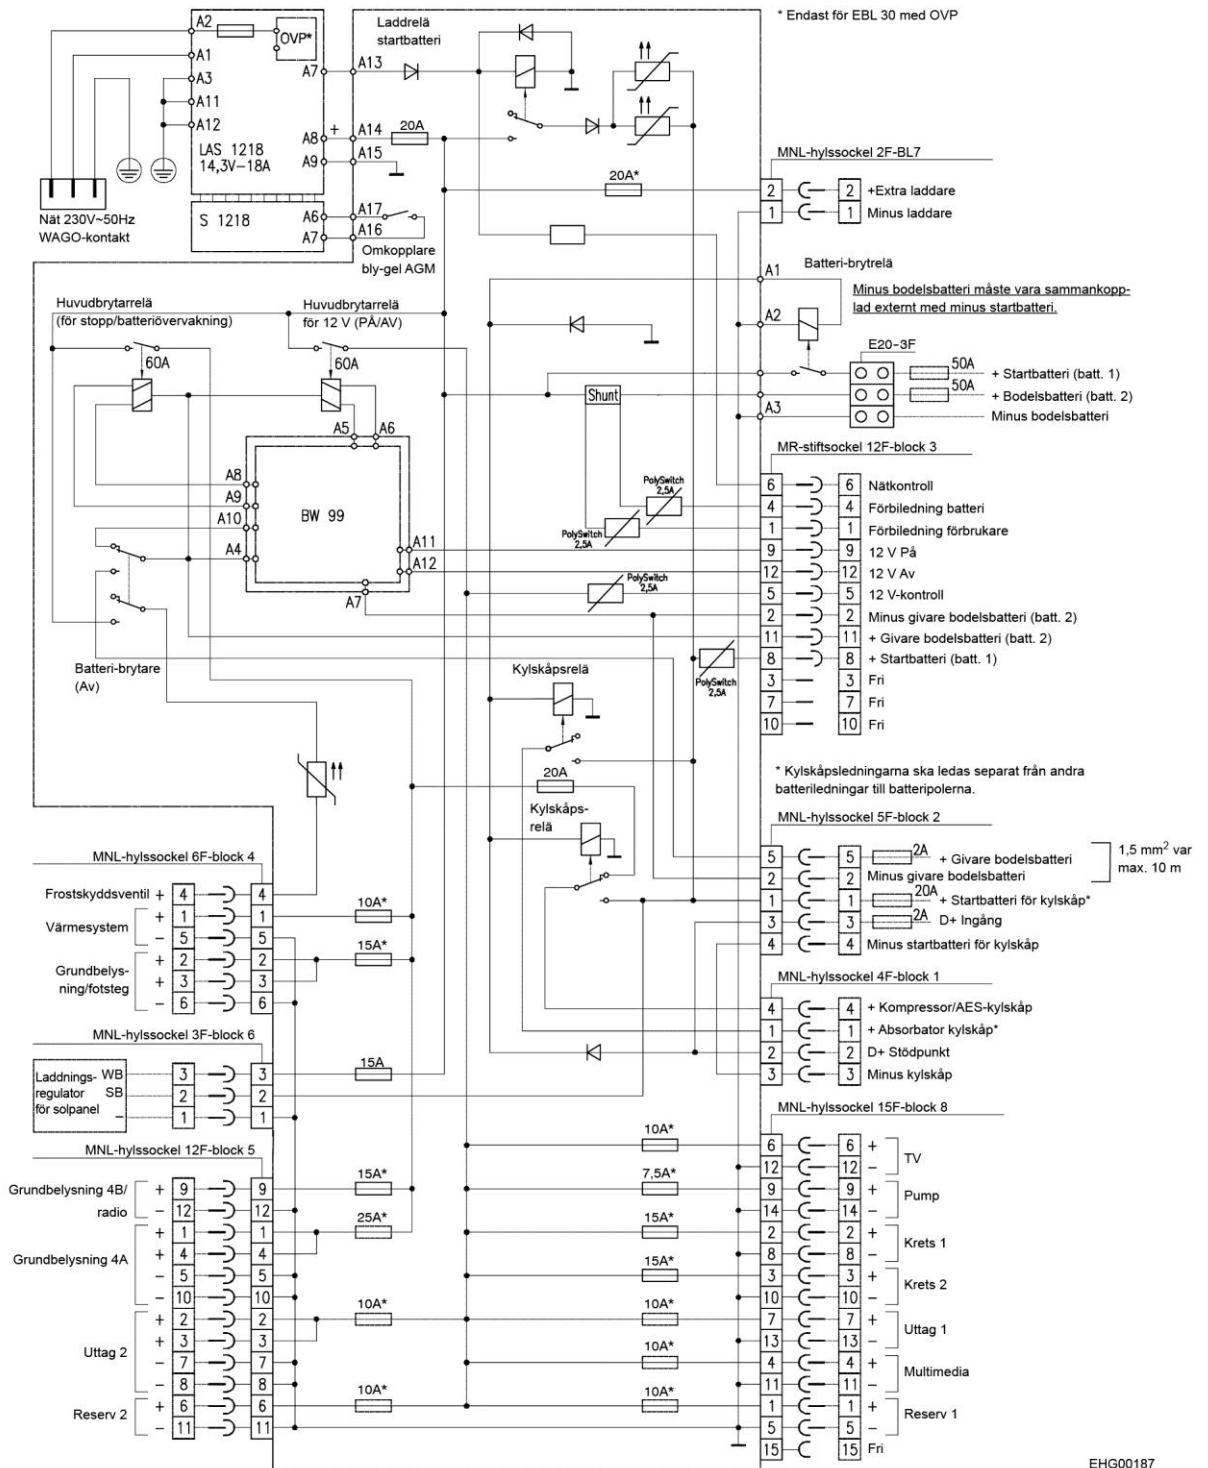 * Endast för EBL 30 med OVP
A2
OVP*
A1
A3
A11
A12
LAS 1218
14,3V-18A
A7
A8
+
A9
A13
A14
A15
20A
Laddrelä
startbatteri
S 1218
A6
A7
A17
A16
Omkopplare
bly-gel AGM
Nät 230V~50Hz
WAGO-kontakt
20A*
MNL-hylssockel 2F-BL7
2 2 +Extra laddare
1 1 Minus laddare
A1
Batteri-brytrelä
Minus bodelsbatteri måste vara sammankopp-
lad externt med minus startbatteri.
A2
E20-3F
50A
+ Startbatteri (batt. 1)
50A
+ Bodelsbatteri (batt. 2)
A3
Minus bodelsbatteri
Huvudbrytarrelä
(för stopp/batteriövervakning)
60A
Huvudbrytarrelä
för 12 V (PÅ/AV)
60A
Shunt
A5
A6
A8
A9
A10
A4
BW 99
A11
A12
A7
Batteri-brytare
(Av)
MR-stiftsockel 12F-block 3
6 6 Nätkontroll
PolySwitch
2,5A
4 4 Förbiledning batteri
PolySwitch
2,5A
1 1 Förbiledning förbrukare
9 9 12 V På
12 12 12 V Av
PolySwitch
2,5A
5 5 12 V-kontroll
2 2 Minus givare bodelsbatteri (batt. 2)
11 11 + Givare bodelsbatteri (batt. 2)
8 8 + Startbatteri (batt. 1)
PolySwitch
2,5A
3 3 Fri
7 7 Fri
10 10 Fri
Kylskåpsrelä
20A
Kylskåps-
relä
* Kylskåpsledningarna ska ledas separat från andra
batteriledningar till batteripolerna.
MNL-hylssockel 5F-block 2
5 5 2A + Givare bodelsbatteri
2 2 Minus givare bodelsbatteri
1,5 mm² var
max. 10 m
1 1 20A + Startbatteri för kylskåp*
3 3 2A D+ Ingång
4 4 Minus startbatteri för kylskåp
MNL-hylssockel 4F-block 1
4 4 + Kompressor/AES-kylskåp
1 1 + Absorbator kylskåp*
2 2 D+ Stödpunkt
3 3 Minus kylskåp
MNL-hylssockel 6F-block 4
Frostskyddsventil + 4 4
Värmesystem
+ 1 1 10A*
− 5 5
Grundbelys-
ning/fotsteg
+ 2 2 15A*
+ 3 3
− 6 6
MNL-hylssockel 3F-block 6
Laddnings-
regulator
för solpanel
WB 3 3 15A
SB 2 2
− 1 1
MNL-hylssockel 12F-block 5
Grundbelysning 4B/
radio
+ 9 9 15A*
− 12 12
Grundbelysning 4A
+ 1 1 25A*
+ 4 4
− 5 5
− 10 10
Uttag 2
+ 2 2 10A*
+ 3 3
− 7 7
− 8 8
Reserv 2
+ 6 6 10A*
− 11 11
MNL-hylssockel 15F-block 8
10A* 6 6 +
12 12 −
TV
7,5A* 9 9 +
14 14 −
Pump
15A* 2 2 +
8 8 −
Krets 1
15A* 3 3 +
10 10 −
Krets 2
10A* 7 7 +
13 13 −
Uttag 1
10A* 4 4 +
11 11 −
Multimedia
10A* 1 1 +
5 5 −
Reserv 1
15 15 Fri
EHG00187